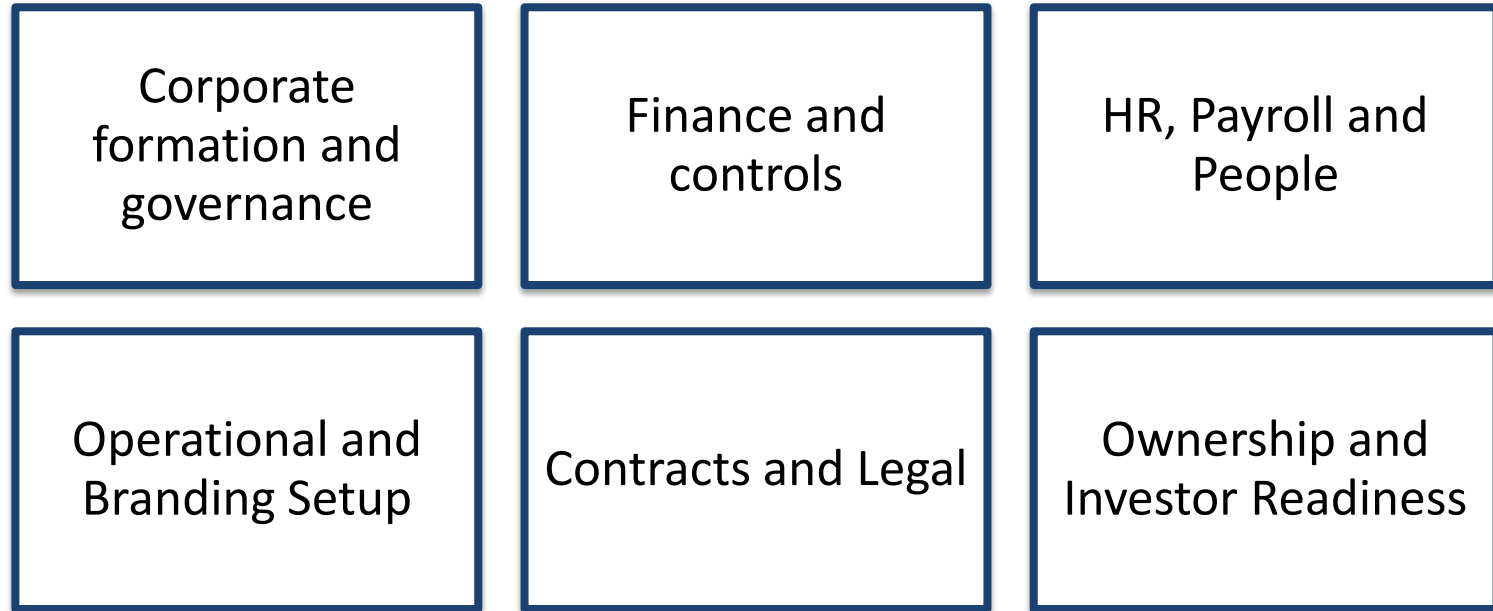 Corporate
formation and
governance
Finance and
controls
HR, Payroll and
People
Operational and
Branding Setup
Contracts and Legal
Ownership and
Investor Readiness